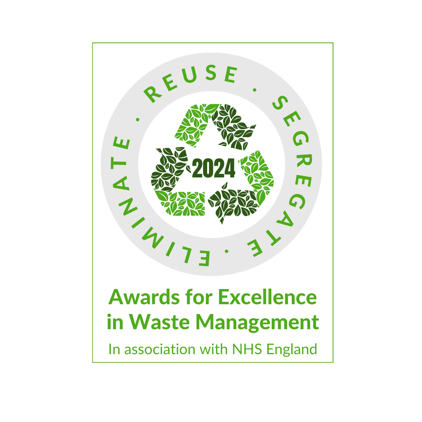 ELIMINATE . REUSE . SEGREGATE .
2024
Awards for Excellence
in Waste Management
In association with NHS England